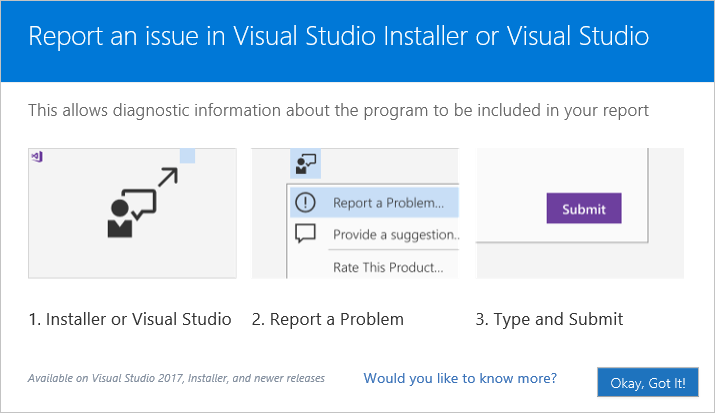 Report an issue in Visual Studio Installer or Visual Studio
This allows diagnostic information about the program to be included in your report
Report a Problem...
Provide a suggestion..
Rate This Product...
Submit
1. Installer or Visual Studio
2. Report a Problem
3. Type and Submit
Available on Visual Studio 2017, Installer, and newer releases
Would you like to know more?
Okay, Got It!